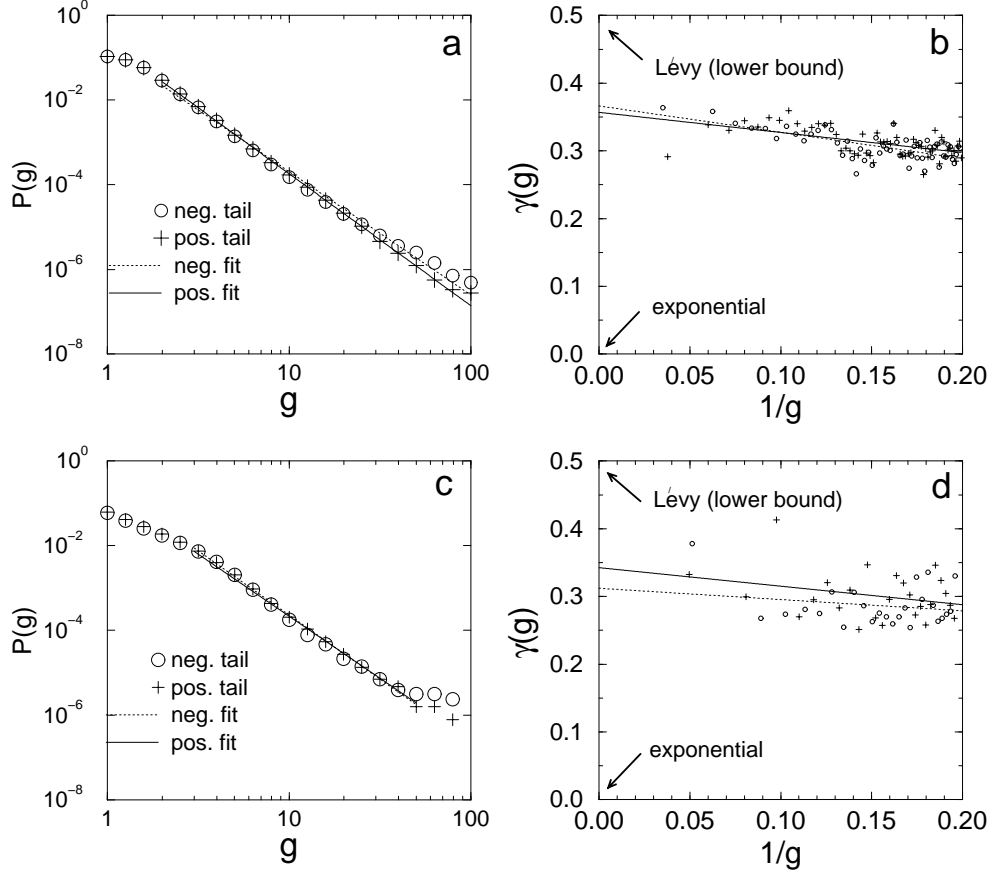 a
P(g)
10^0
10^-2
10^-4
10^-6
10^-8
neg. tail
pos. tail
neg. fit
pos. fit
1 10 100
g
b
γ(g)
0.5
0.4
0.3
0.2
0.1
0.0
Lévy (lower bound)
exponential
0.00 0.05 0.10 0.15 0.20
1/g
c
P(g)
10^0
10^-2
10^-4
10^-6
10^-8
neg. tail
pos. tail
neg. fit
pos. fit
1 10 100
g
d
γ(g)
0.5
0.4
0.3
0.2
0.1
0.0
Lévy (lower bound)
exponential
0.00 0.05 0.10 0.15 0.20
1/g